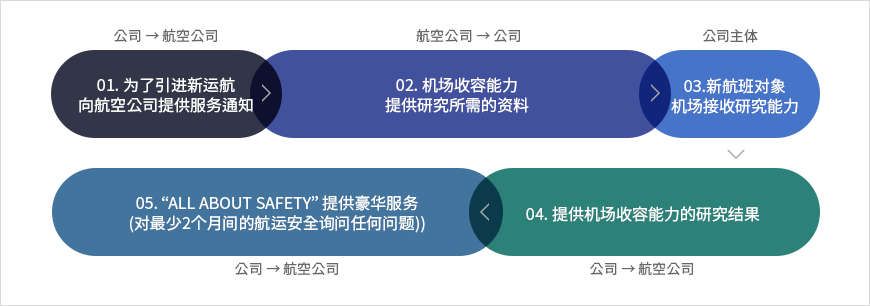 公司 → 航空公司
航空公司 → 公司
公司主体
01. 为了引进新运航
向航空公司提供服务通知
02. 机场收容能力
提供研究所需的资料
03.新航班对象
机场接收研究能力
05. “ALL ABOUT SAFETY” 提供豪华服务
(对最少2个月间的航运安全询问任何问题))
04. 提供机场收容能力的研究结果
公司 → 航空公司
公司 → 航空公司